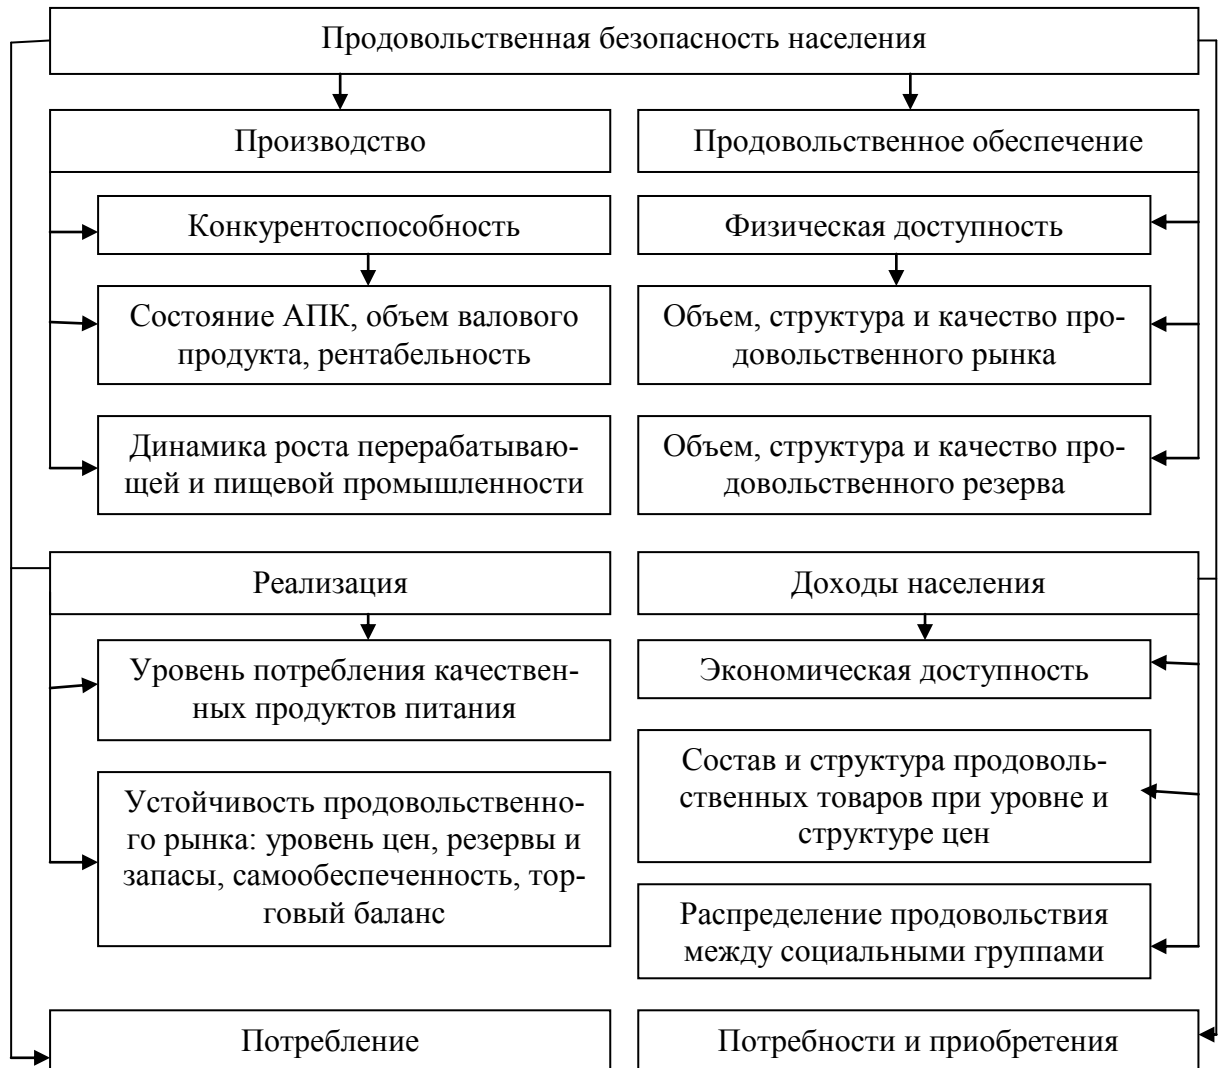 Продовольственная безопасность населения
Производство
Продовольственное обеспечение
Конкурентоспособность
Физическая доступность
Состояние АПК, объем валового
продукта, рентабельность
Объем, структура и качество про-
довольственного рынка
Динамика роста перерабатываю-
щей и пищевой промышленности
Объем, структура и качество про-
довольственного резерва
Реализация
Доходы населения
Уровень потребления качествен-
ных продуктов питания
Экономическая доступность
Состав и структура продоволь-
ственных товаров при уровне и
структуре цен
Устойчивость продовольственно-
го рынка: уровень цен, резервы и
запасы, самообеспеченность, тор-
говый баланс
Распределение продовольствия
между социальными группами
Потребление
Потребности и приобретения